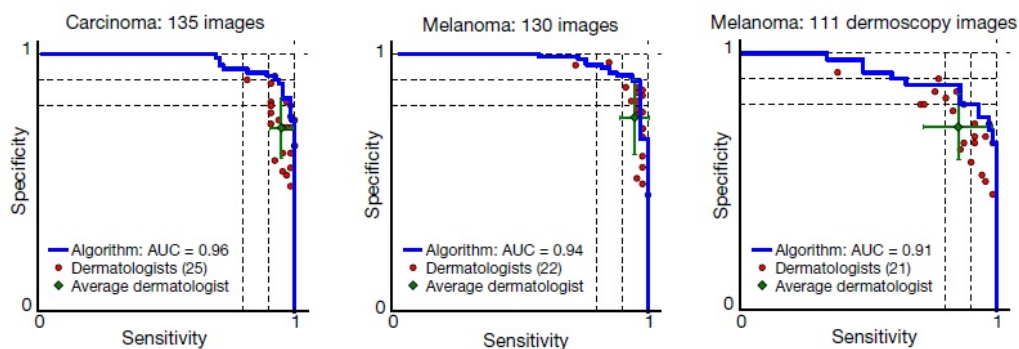 Carcinoma: 135 images
1
Specificity
Algorithm: AUC = 0.96
Dermatologists (25)
Average dermatologist
0
0
1
Sensitivity
Melanoma: 130 images
1
Specificity
Algorithm: AUC = 0.94
Dermatologists (22)
Average dermatologist
0
0
1
Sensitivity
Melanoma: 111 dermoscopy images
1
Specificity
Algorithm: AUC = 0.91
Dermatologists (21)
Average dermatologist
0
0
1
Sensitivity